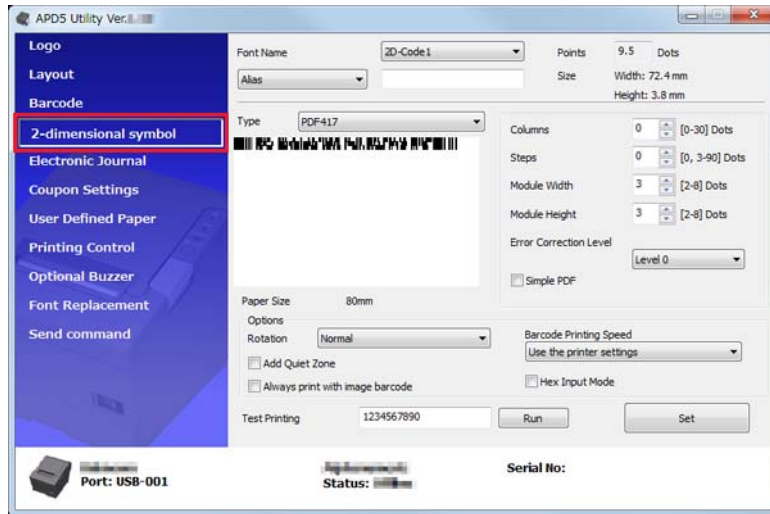 APD5 Utility Ver.
Logo
Layout
Barcode
2-dimensional symbol
Electronic Journal
Coupon Settings
User Defined Paper
Printing Control
Optional Buzzer
Font Replacement
Send command
Font Name 2D-Code1 Points 9.5 Dots
Alias Size Width: 72.4 mm
Height: 3.8 mm
Type PDF417
Columns 0 [0-30] Dots
Steps 0 [0, 3-90] Dots
Module Width 3 [2-8] Dots
Module Height 3 [2-8] Dots
Error Correction Level
Level 0
Simple PDF
Paper Size 80mm
Options
Rotation Normal
Add Quiet Zone
Always print with image barcode
Barcode Printing Speed
Use the printer settings
Hex Input Mode
Test Printing 1234567890 Run Set
Port: USB-001
Status:
Serial No: